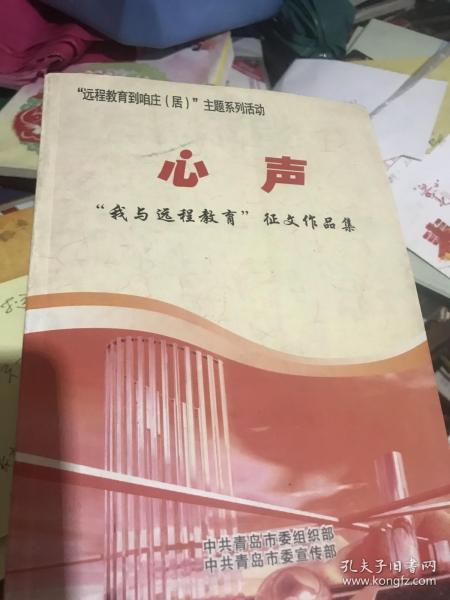 “远程教育到咱庄(居)”主题系列活动
心声
“我与远程教育”征文作品集
中共青岛市委组织部
中共青岛市委宣传部
孔夫子旧书网
www.kongfz.com